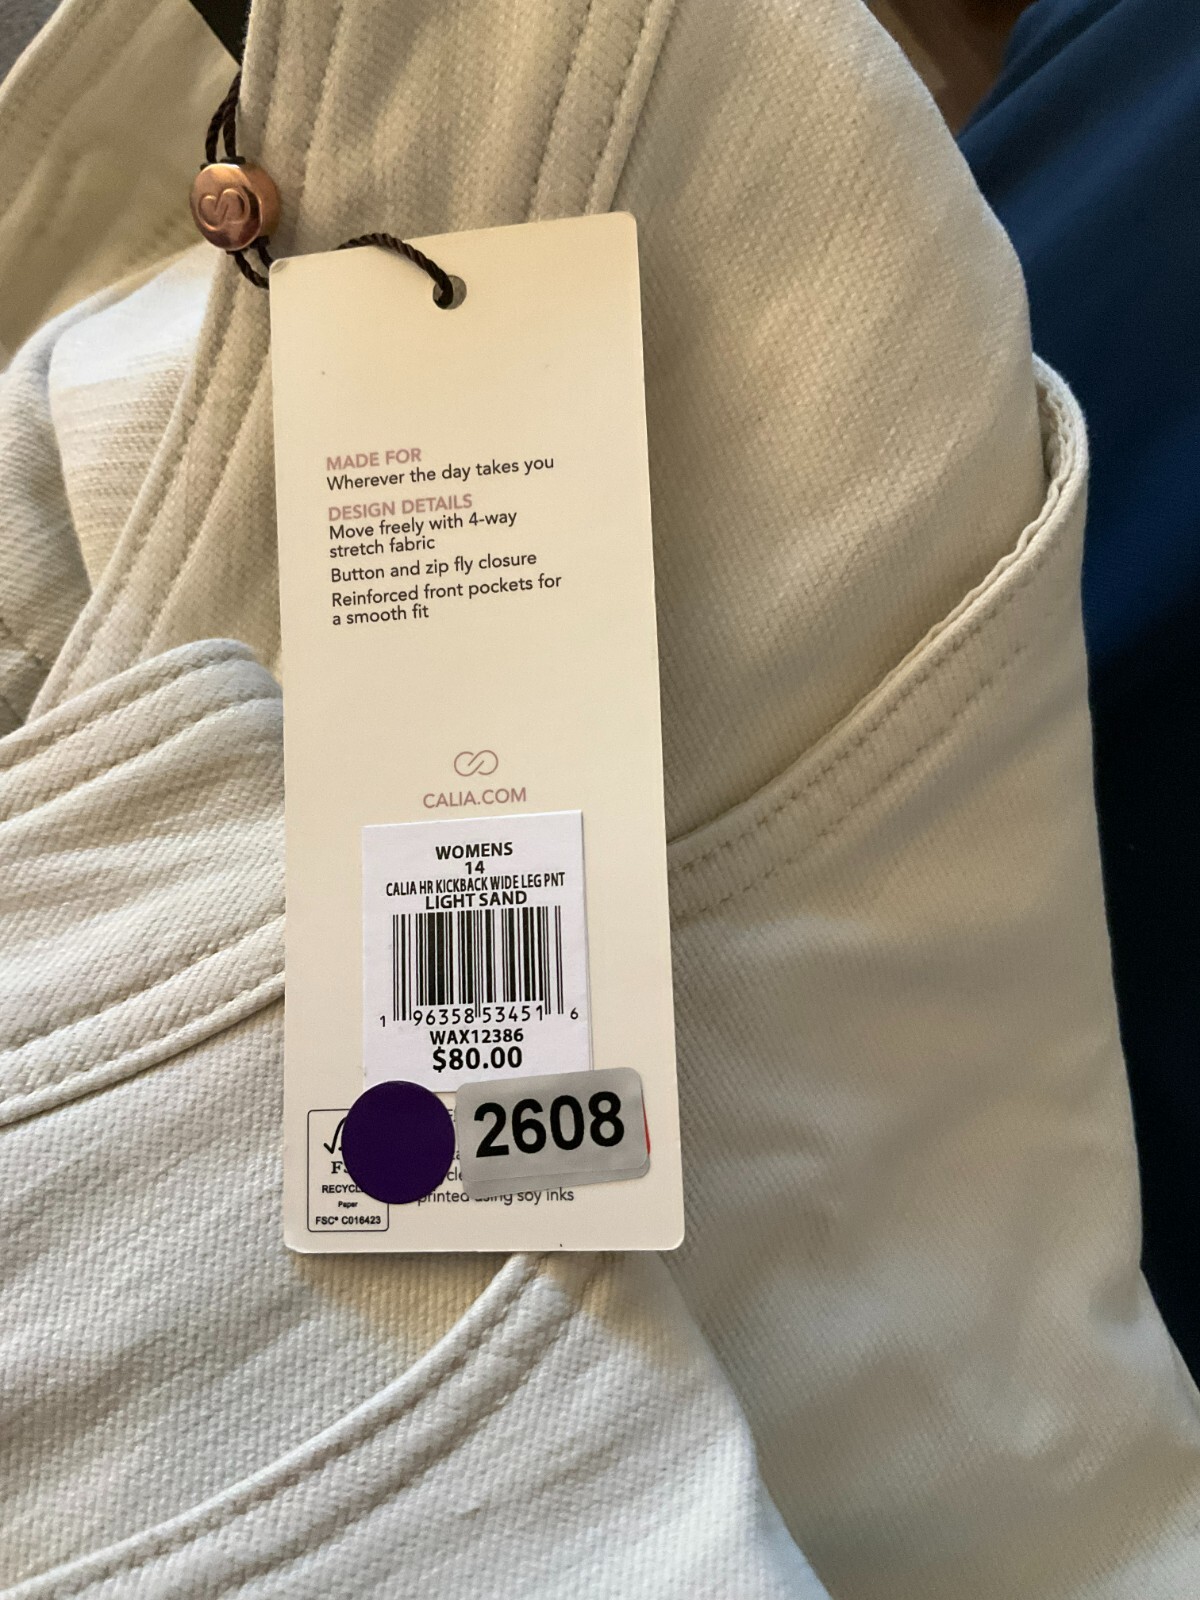 MADE FOR
Wherever the day takes you
DESIGN DETAILS
Move freely with 4-way
stretch fabric
Button and zip fly closure
Reinforced front pockets for
a smooth fit
CALIA.COM
WOMENS
14
CALIA HR KICKBACK WIDE LEG PNT
LIGHT SAND
1 96358 53451 6
WAX12386
$80.00
2608
printed using soy inks
Paper
FSC® C016423